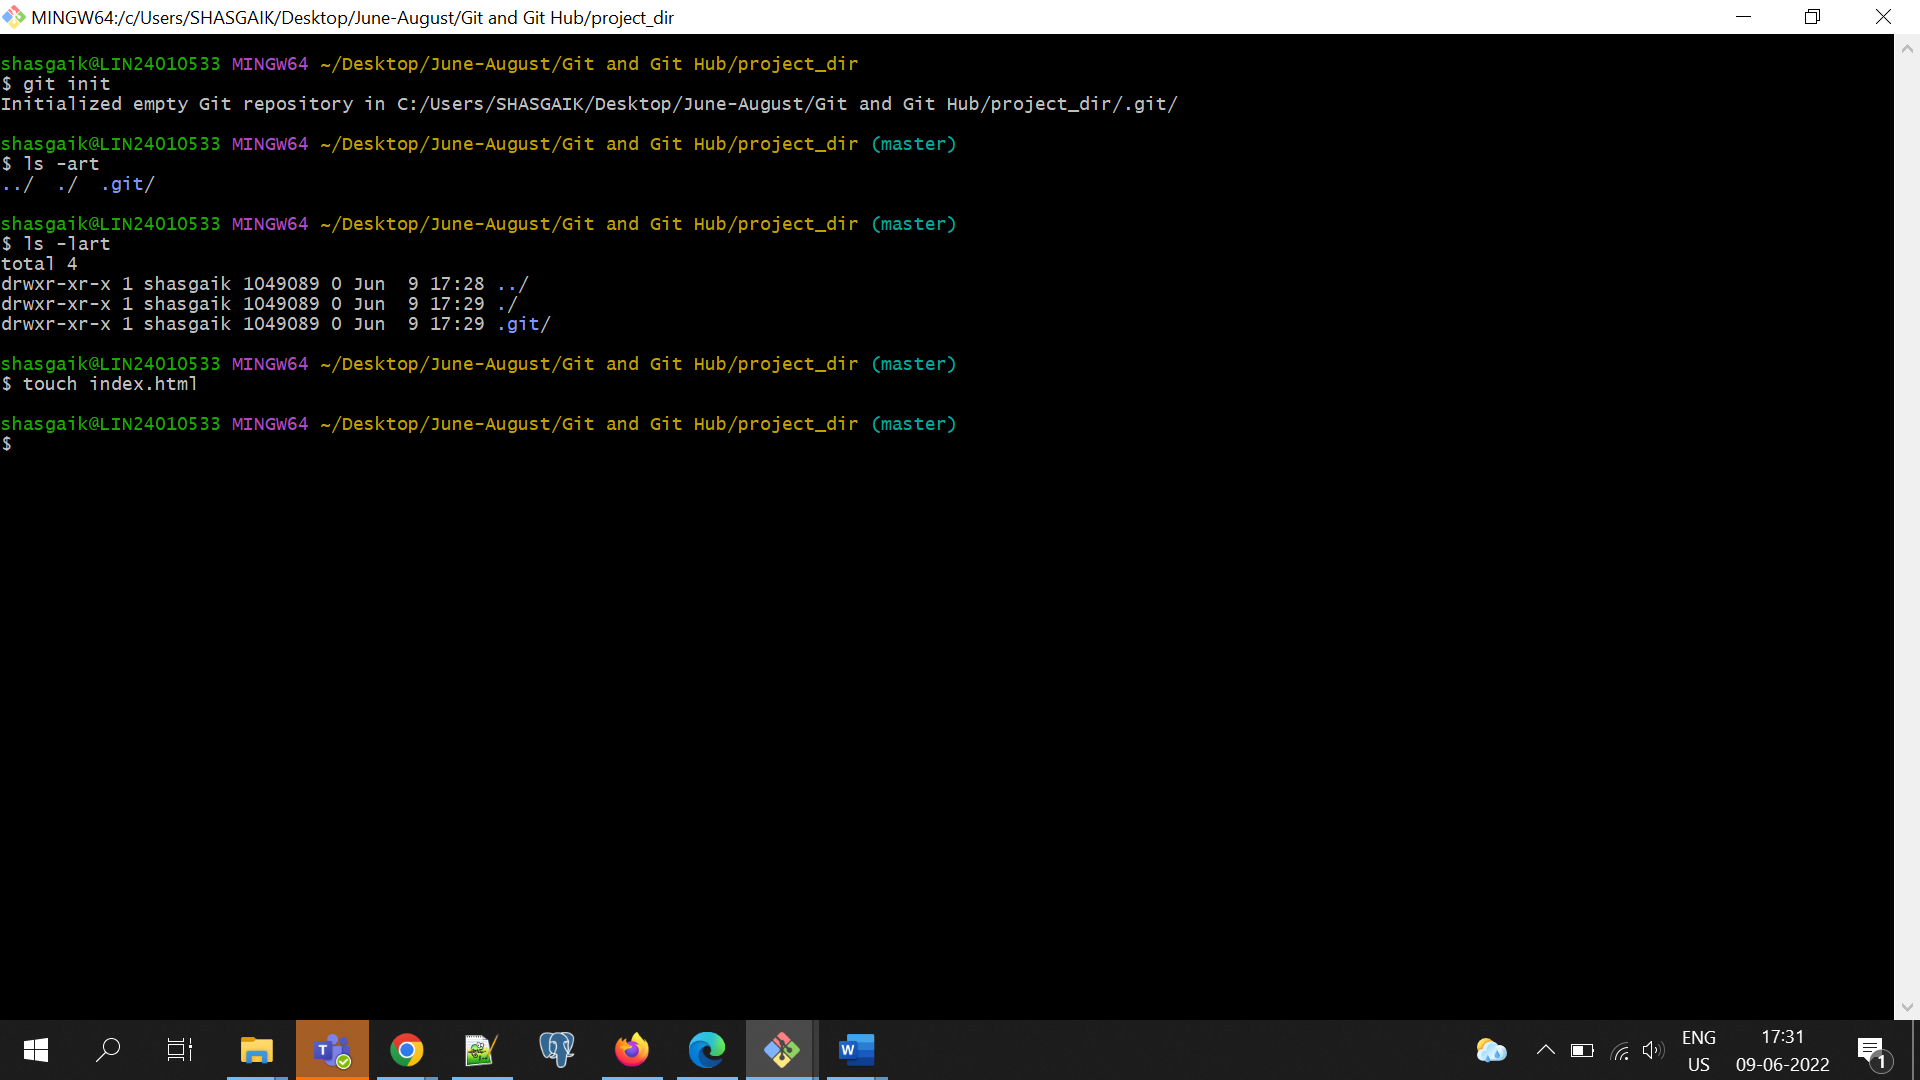 MINGW64:/c/Users/SHASGAIK/Desktop/June-August/Git and Git Hub/project_dir
shasgaik@LIN24010533 MINGW64 ~/Desktop/June-August/Git and Git Hub/project_dir
$ git init
Initialized empty Git repository in C:/Users/SHASGAIK/Desktop/June-August/Git and Git Hub/project_dir/.git/
shasgaik@LIN24010533 MINGW64 ~/Desktop/June-August/Git and Git Hub/project_dir (master)
$ ls -art
../  ./  .git/
shasgaik@LIN24010533 MINGW64 ~/Desktop/June-August/Git and Git Hub/project_dir (master)
$ ls -lart
total 4
drwxr-xr-x 1 shasgaik 1049089 0 Jun  9 17:28 ../
drwxr-xr-x 1 shasgaik 1049089 0 Jun  9 17:29 ./
drwxr-xr-x 1 shasgaik 1049089 0 Jun  9 17:29 .git/
shasgaik@LIN24010533 MINGW64 ~/Desktop/June-August/Git and Git Hub/project_dir (master)
$ touch index.html
shasgaik@LIN24010533 MINGW64 ~/Desktop/June-August/Git and Git Hub/project_dir (master)
$
T
W
ENG
US
17:31
09-06-2022
1